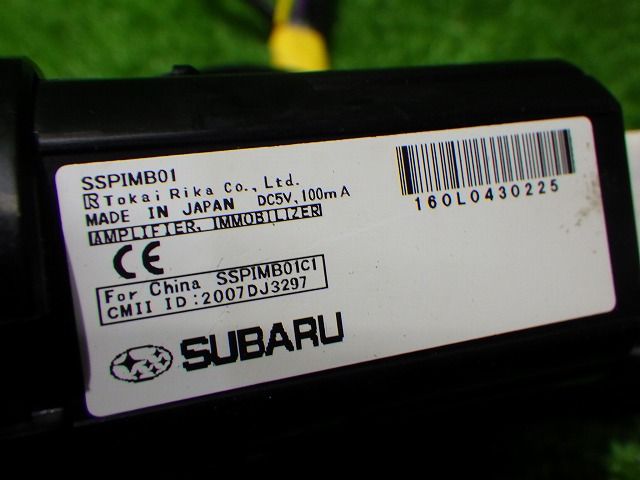 SSPIMB01
R Tokai Rika Co., Ltd.
MADE IN JAPAN DC5V, 100mA
AMPLIFIER, IMMOBILIZER
CE
For China SSPIMB01C1
CMII ID:2007DJ3297
SUBARU
160L0430225